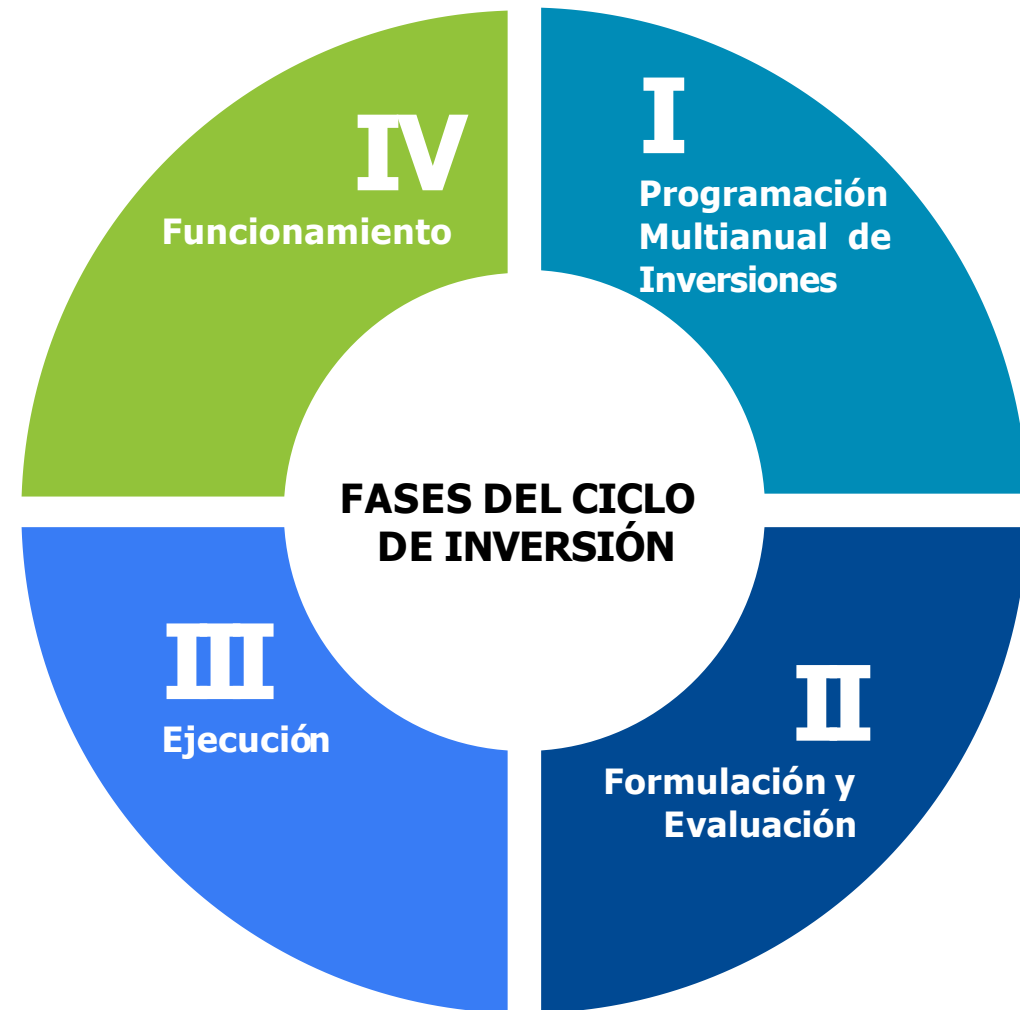 FASES DEL CICLO
DE INVERSIÓN
I
Programación
Multianual de
Inversiones
II
Formulación y
Evaluación
III
Ejecución
IV
Funcionamiento